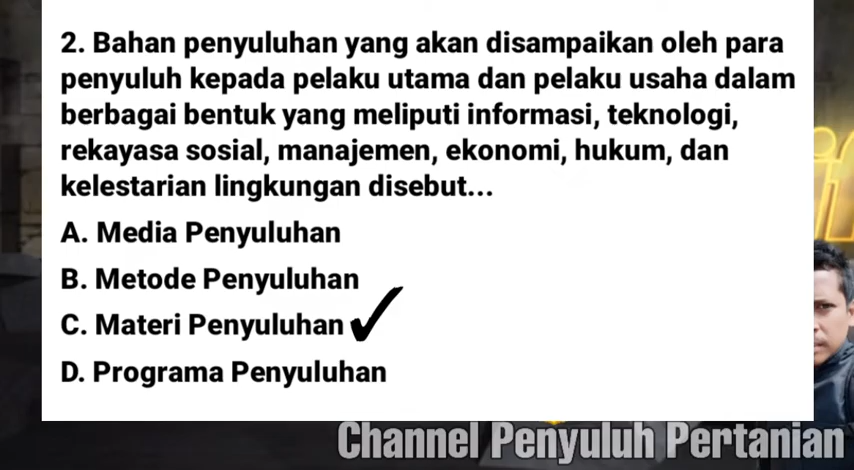 2. Bahan penyuluhan yang akan disampaikan oleh para
penyuluh kepada pelaku utama dan pelaku usaha dalam
berbagai bentuk yang meliputi informasi, teknologi,
rekayasa sosial, manajemen, ekonomi, hukum, dan
kelestarian lingkungan disebut...
A. Media Penyuluhan
B. Metode Penyuluhan
C. Materi Penyuluhan
D. Programa Penyuluhan
Channel Penyuluh Pertanian